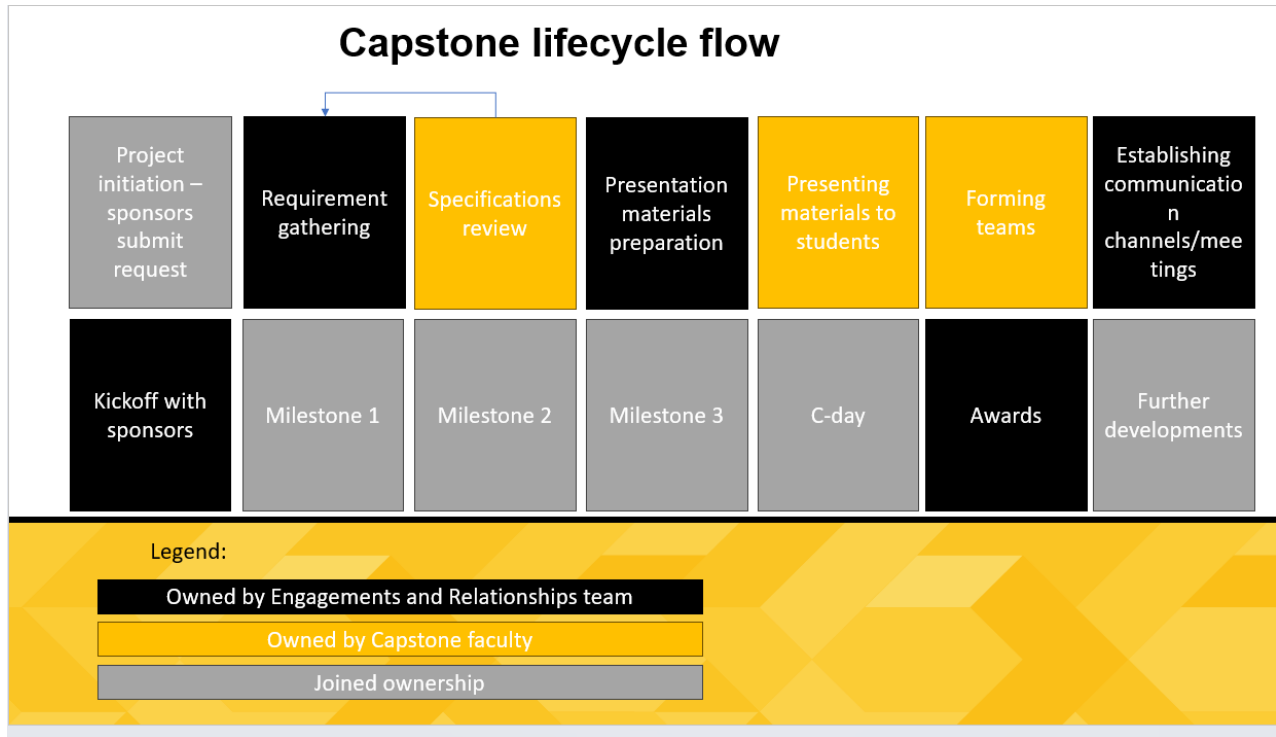 Capstone lifecycle flow
Project
initiation –
sponsors
submit
request
Requirement
gathering
Specifications
review
Presentation
materials
preparation
Presenting
materials to
students
Forming
teams
Establishing
communicatio
n
channels/mee
tings
Kickoff with
sponsors
Milestone 1
Milestone 2
Milestone 3
C-day
Awards
Further
developments
Legend:
Owned by Engagements and Relationships team
Owned by Capstone faculty
Joined ownership